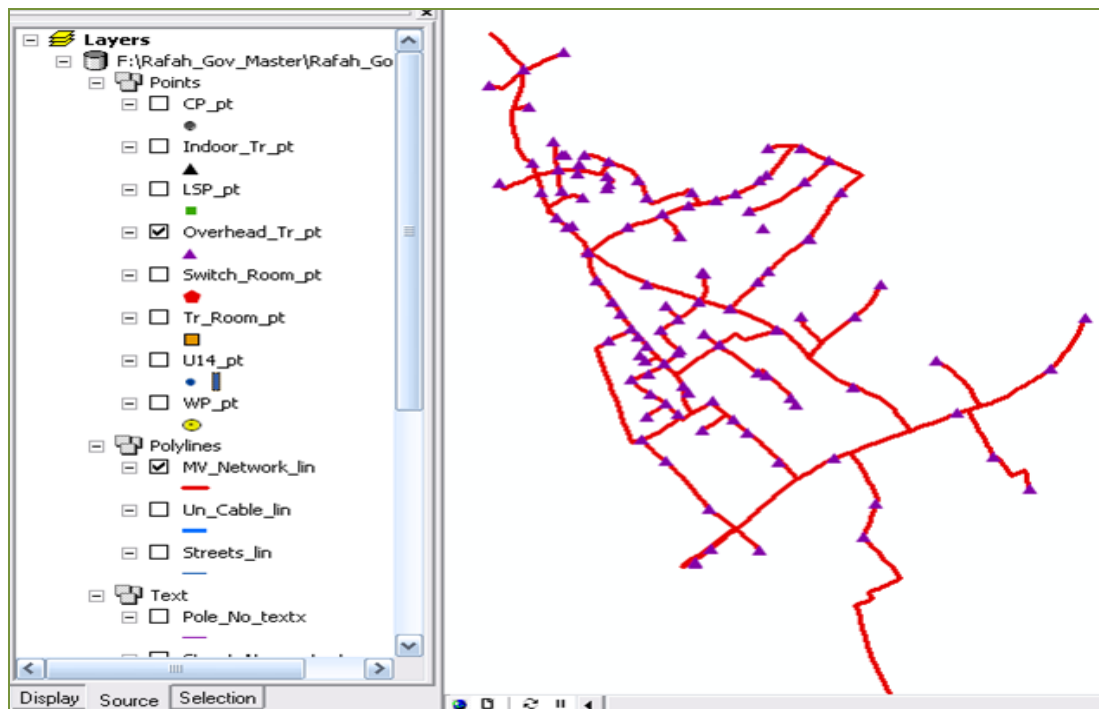 Layers
F:\Rafah_Gov_Master\Rafah_Go
Points
CP_pt
Indoor_Tr_pt
LSP_pt
Overhead_Tr_pt
Switch_Room_pt
Tr_Room_pt
U14_pt
WP_pt
Polylines
MV_Network_lin
Un_Cable_lin
Streets_lin
Text
Pole_No_textx
Display Source Selection